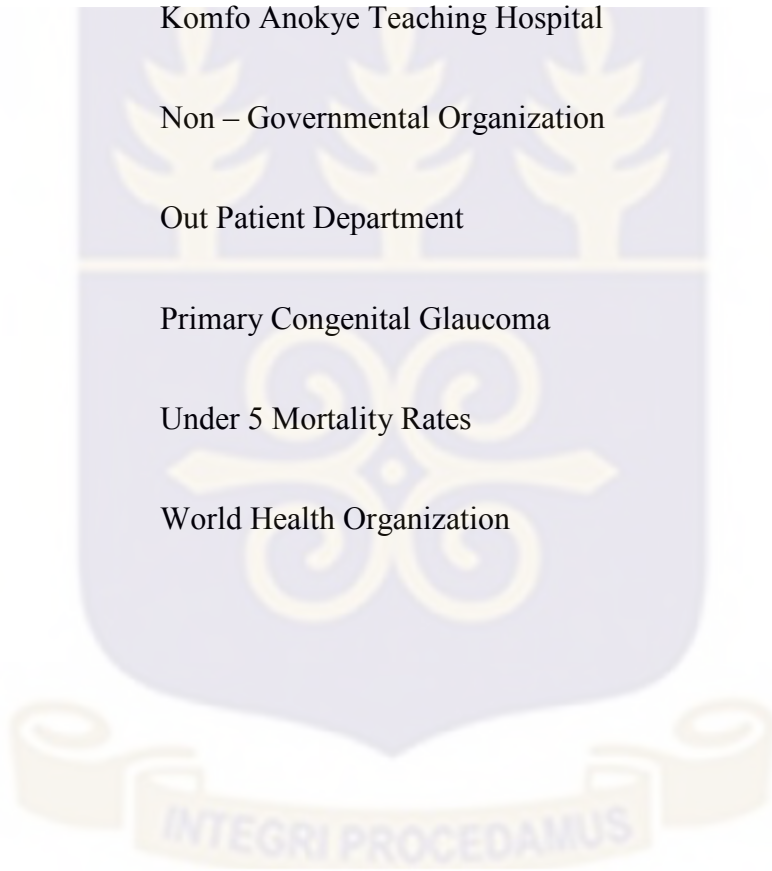 Komfo Anokye Teaching Hospital
Non – Governmental Organization
Out Patient Department
Primary Congenital Glaucoma
Under 5 Mortality Rates
World Health Organization
INTEGRI PROCEDAMUS